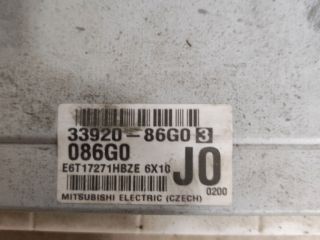 33920-86G0 3
086G0
E6T17271HBZE 6X10
J0
0200
MITSUBISHI ELECTRIC (CZECH)